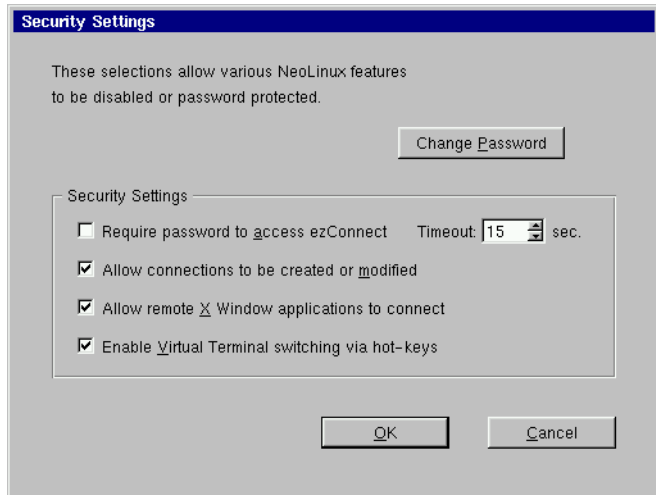 Security Settings
These selections allow various NeoLinux features
to be disabled or password protected.
Change Password
Security Settings
Require password to access ezConnect Timeout: 15 sec.
Allow connections to be created or modified
Allow remote X Window applications to connect
Enable Virtual Terminal switching via hot-keys
OK Cancel